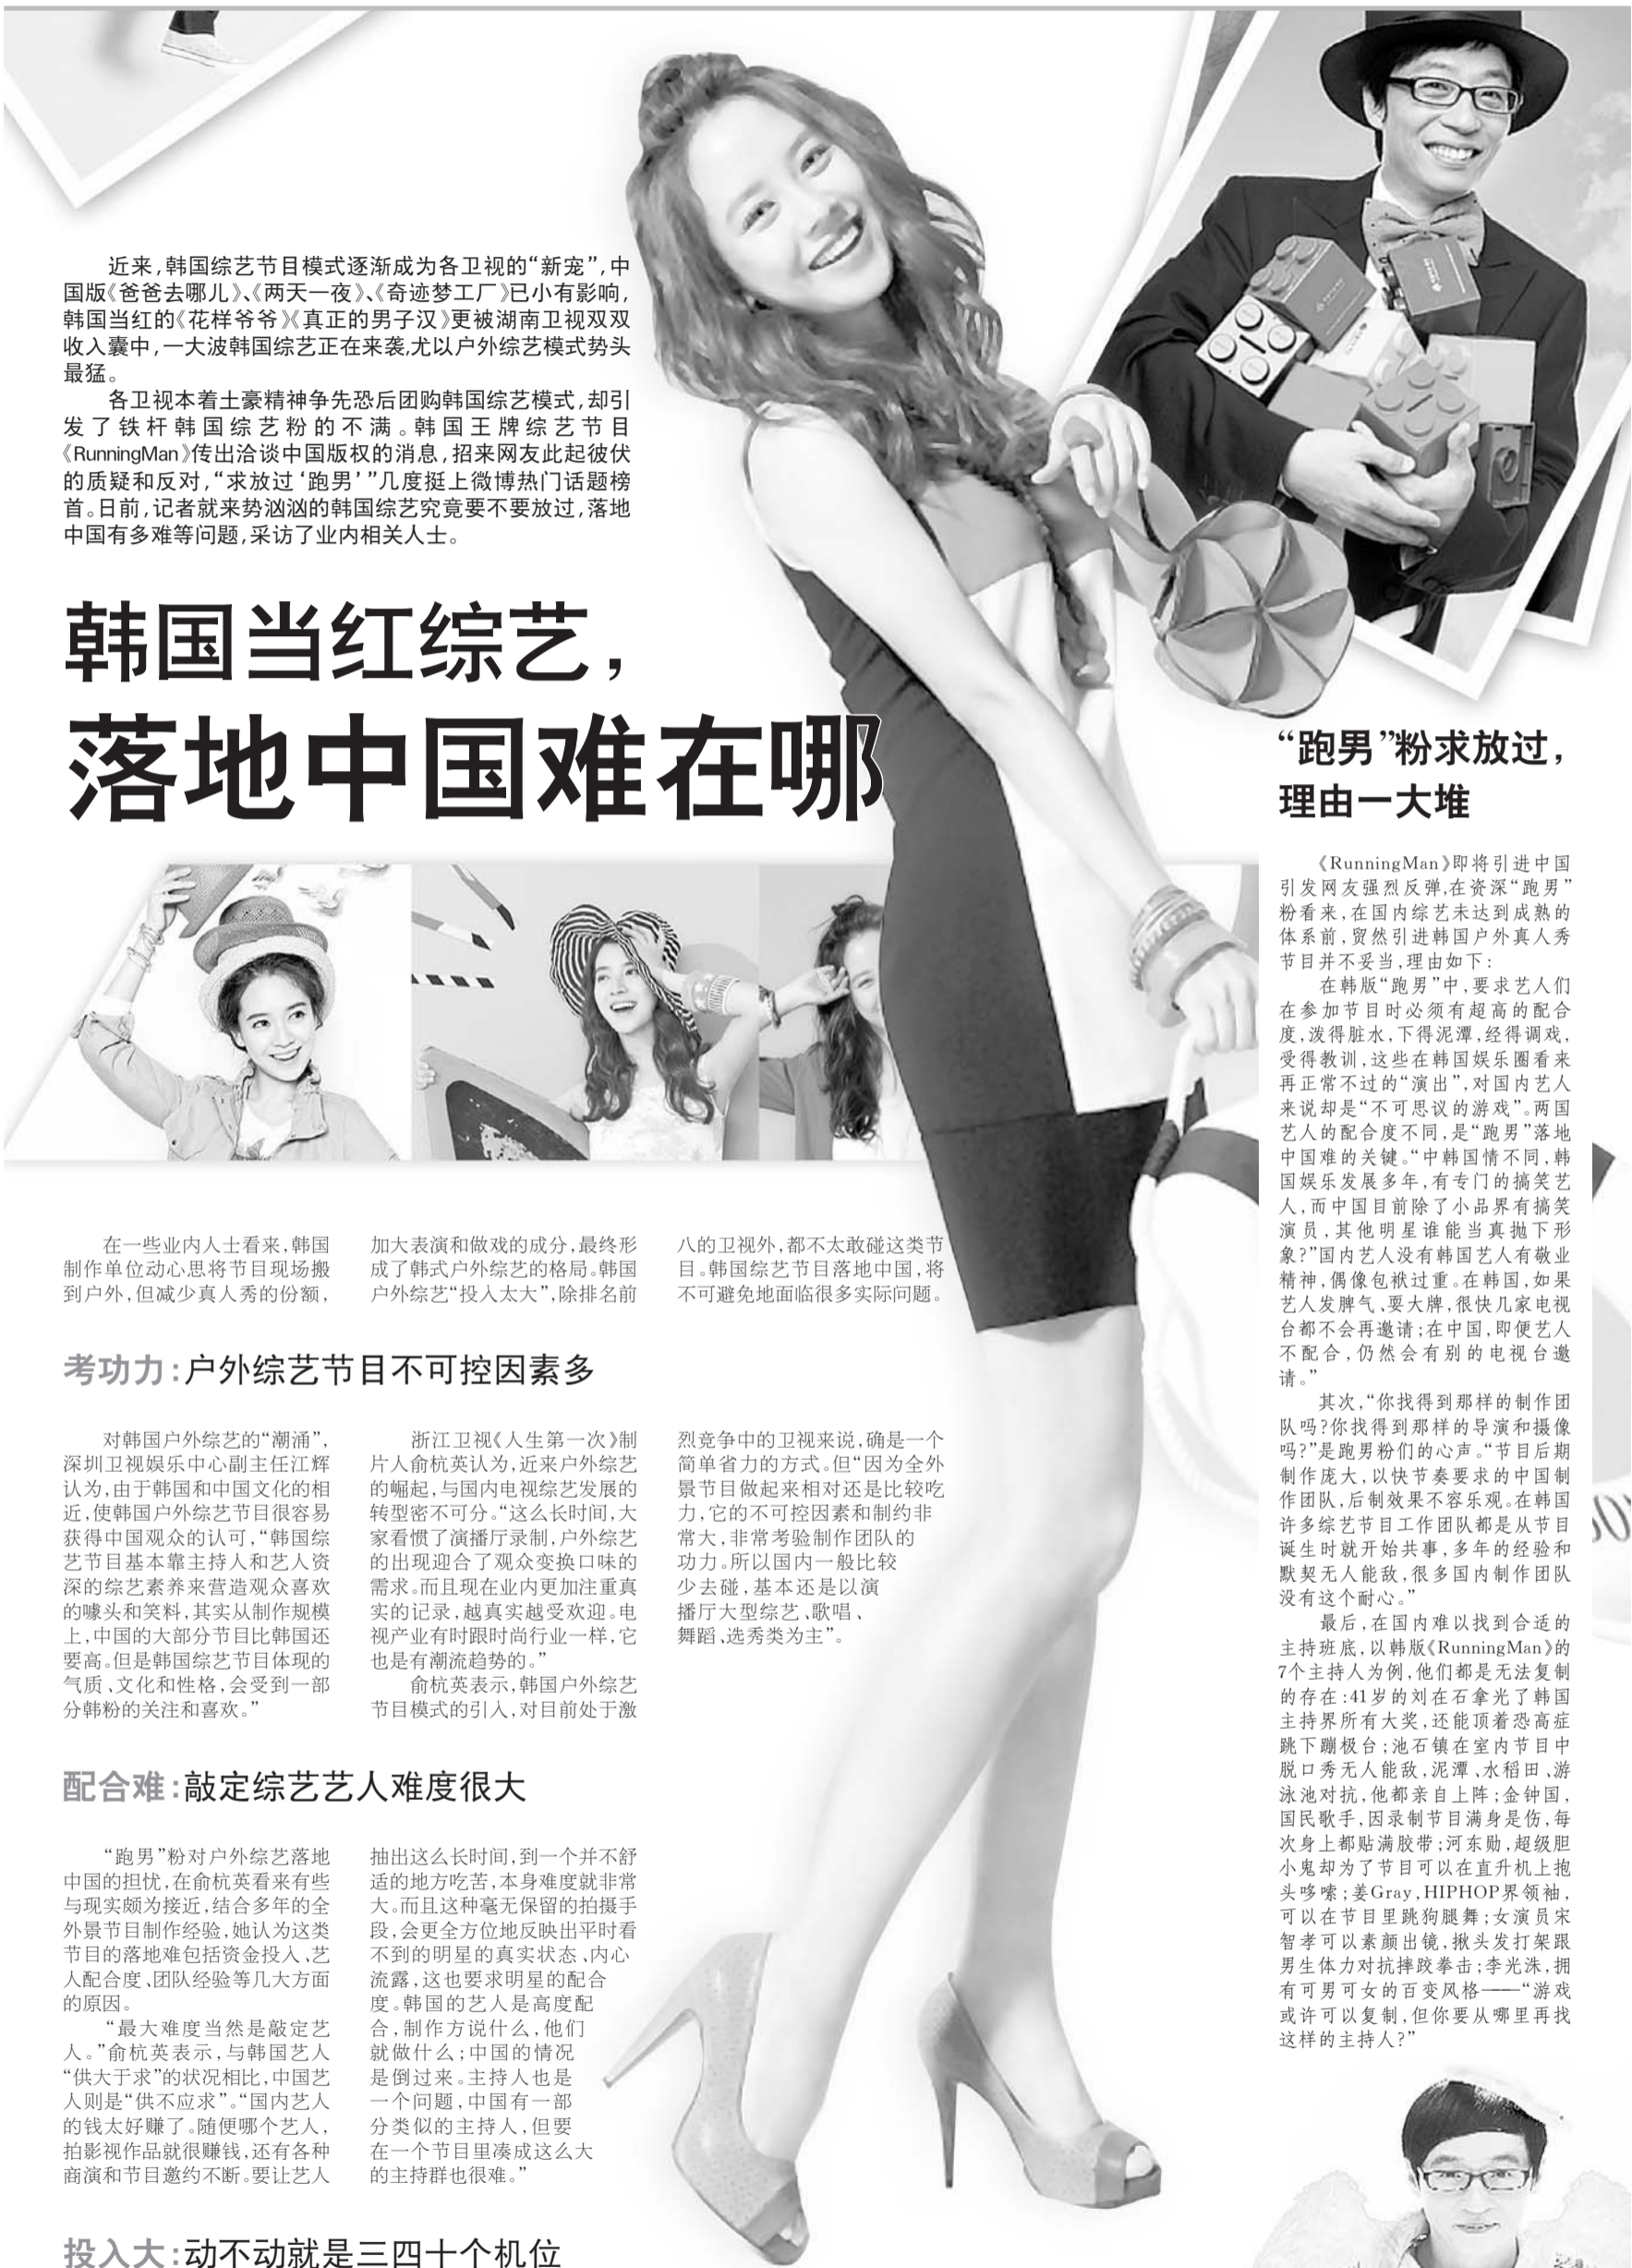 近来,韩国综艺节目模式逐渐成为各卫视的“新宠”,中
国版《爸爸去哪儿》、《两天一夜》、《奇迹梦工厂》已小有影响,
韩国当红的《花样爷爷》《真正的男子汉》更被湖南卫视双双
收入囊中,一大波韩国综艺正在来袭,尤以户外综艺模式势头
最猛。
各卫视本着土豪精神争先恐后团购韩国综艺模式,却引
发了铁杆韩国综艺粉的不满。韩国王牌综艺节目
《RunningMan》传出洽谈中国版权的消息,招来网友此起彼伏
的质疑和反对,“求放过‘跑男’”几度挺上微博热门话题榜
首。日前,记者就来势汹汹的韩国综艺究竟要不要放过,落地
中国有多难等问题,采访了业内相关人士。
韩国当红综艺,
落地中国难在哪
在一些业内人士看来,韩国
制作单位动心思将节目现场搬
到户外,但减少真人秀的份额,
加大表演和做戏的成分,最终形
成了韩式户外综艺的格局。韩国
户外综艺“投入太大”,除排名前
八的卫视外,都不太敢碰这类节
目。韩国综艺节目落地中国,将
不可避免地面临很多实际问题。
考功力:户外综艺节目不可控因素多
对韩国户外综艺的“潮涌”,
深圳卫视娱乐中心副主任江辉
认为,由于韩国和中国文化的相
近,使韩国户外综艺节目很容易
获得中国观众的认可,“韩国综
艺节目基本靠主持人和艺人资
深的综艺素养来营造观众喜欢
的噱头和笑料,其实从制作规模
上,中国的大部分节目比韩国还
要高。但是韩国综艺节目体现的
气质、文化和性格,会受到一部
分韩粉的关注和喜欢。”
浙江卫视《人生第一次》制
片人俞杭英认为,近来户外综艺
的崛起,与国内电视综艺发展的
转型密不可分。“这么长时间,大
家看惯了演播厅录制,户外综艺
的出现迎合了观众变换口味的
需求。而且现在业内更加注重真
实的记录,越真实越受欢迎。电
视产业有时跟时尚行业一样,它
也是有潮流趋势的。”
俞杭英表示,韩国户外综艺
节目模式的引入,对目前处于激
烈竞争中的卫视来说,确是一个
简单省力的方式。但“因为全外
景节目做起来相对还是比较吃
力,它的不可控因素和制约非
常大,非常考验制作团队的
功力。所以国内一般比较
少去碰,基本还是以演
播厅大型综艺、歌唱、
舞蹈、选秀类为主”。
配合难:敲定综艺艺人难度很大
“跑男”粉对户外综艺落地
中国的担忧,在俞杭英看来有些
与现实颇为接近,结合多年的全
外景节目制作经验,她认为这类
节目的落地难包括资金投入、艺
人配合度、团队经验等几大方面
的原因。
“最大难度当然是敲定艺
人。”俞杭英表示,与韩国艺人
“供大于求”的状况相比,中国艺
人则是“供不应求”。“国内艺人
的钱太好赚了。随便哪个艺人,
拍影视作品就很赚钱,还有各种
商演和节目邀约不断。要让艺人
抽出这么长时间,到一个并不舒
适的地方吃苦,本身难度就非常
大。而且这种毫无保留的拍摄手
段,会更全方位地反映出平时看
不到的明星的真实状态、内心
流露,这也要求明星的配合
度。韩国的艺人是高度配
合,制作方说什么,他们
就做什么;中国的情况
是倒过来。主持人也是
一个问题,中国有一部
分类似的主持人,但要
在一个节目里凑成这么大
的主持群也很难。”
投入大:动不动就是三四十个机位
“跑男”粉求放过,
理由一大堆
《RunningMan》即将引进中国
引发网友强烈反弹,在资深“跑男”
粉看来,在国内综艺未达到成熟的
体系前,贸然引进韩国户外真人秀
节目并不妥当,理由如下:
在韩版“跑男”中,要求艺人们
在参加节目时必须有超高的配合
度,泼得脏水,下得泥潭,经得调戏,
受得教训,这些在韩国娱乐圈看来
再正常不过的“演出”,对国内艺人
来说却是“不可思议的游戏”。两国
艺人的配合度不同,是“跑男”落地
中国难的关键。“中韩国情不同,韩
国娱乐发展多年,有专门的搞笑艺
人,而中国目前除了小品界有搞笑
演员,其他明星谁能当真抛下形
象?”国内艺人没有韩国艺人有敬业
精神,偶像包袱过重。在韩国,如果
艺人发脾气、耍大牌,很快几家电视
台都不会再邀请;在中国,即便艺人
不配合,仍然会有别的电视台邀
请。”
其次,“你找得到那样的制作团
队吗?你找得到那样的导演和摄像
吗?”是跑男粉们的心声。“节目后期
制作庞大,以快节奏要求的中国制
作团队,后制效果不容乐观。在韩国
许多综艺节目工作团队都是从节目
诞生时就开始共事,多年的经验和
默契无人能敌,很多国内制作团队
没有这个耐心。”
最后,在国内难以找到合适的
主持班底,以韩版《RunningMan》的
7个主持人为例,他们都是无法复制
的存在:41岁的刘在石拿光了韩国
主持界所有大奖,还能顶着恐高症
跳下蹦极台;池石镇在室内节目中
脱口秀无人能敌,泥潭、水稻田、游
泳池对抗,他都亲自上阵;金钟国,
国民歌手,因录制节目满身是伤,每
次身上都贴满胶带;河东勋,超级胆
小鬼却为了节目可以在直升机上抱
头哆嗦;姜Gray,HIPHOP界领袖,
可以在节目里跳狗腿舞;女演员宋
智孝可以素颜出镜,揪头发打架跟
男生体力对抗摔跤拳击;李光洙,拥
有可男可女的百变风格——“游戏
或许可以复制,但你要从哪里再找
这样的主持人?”